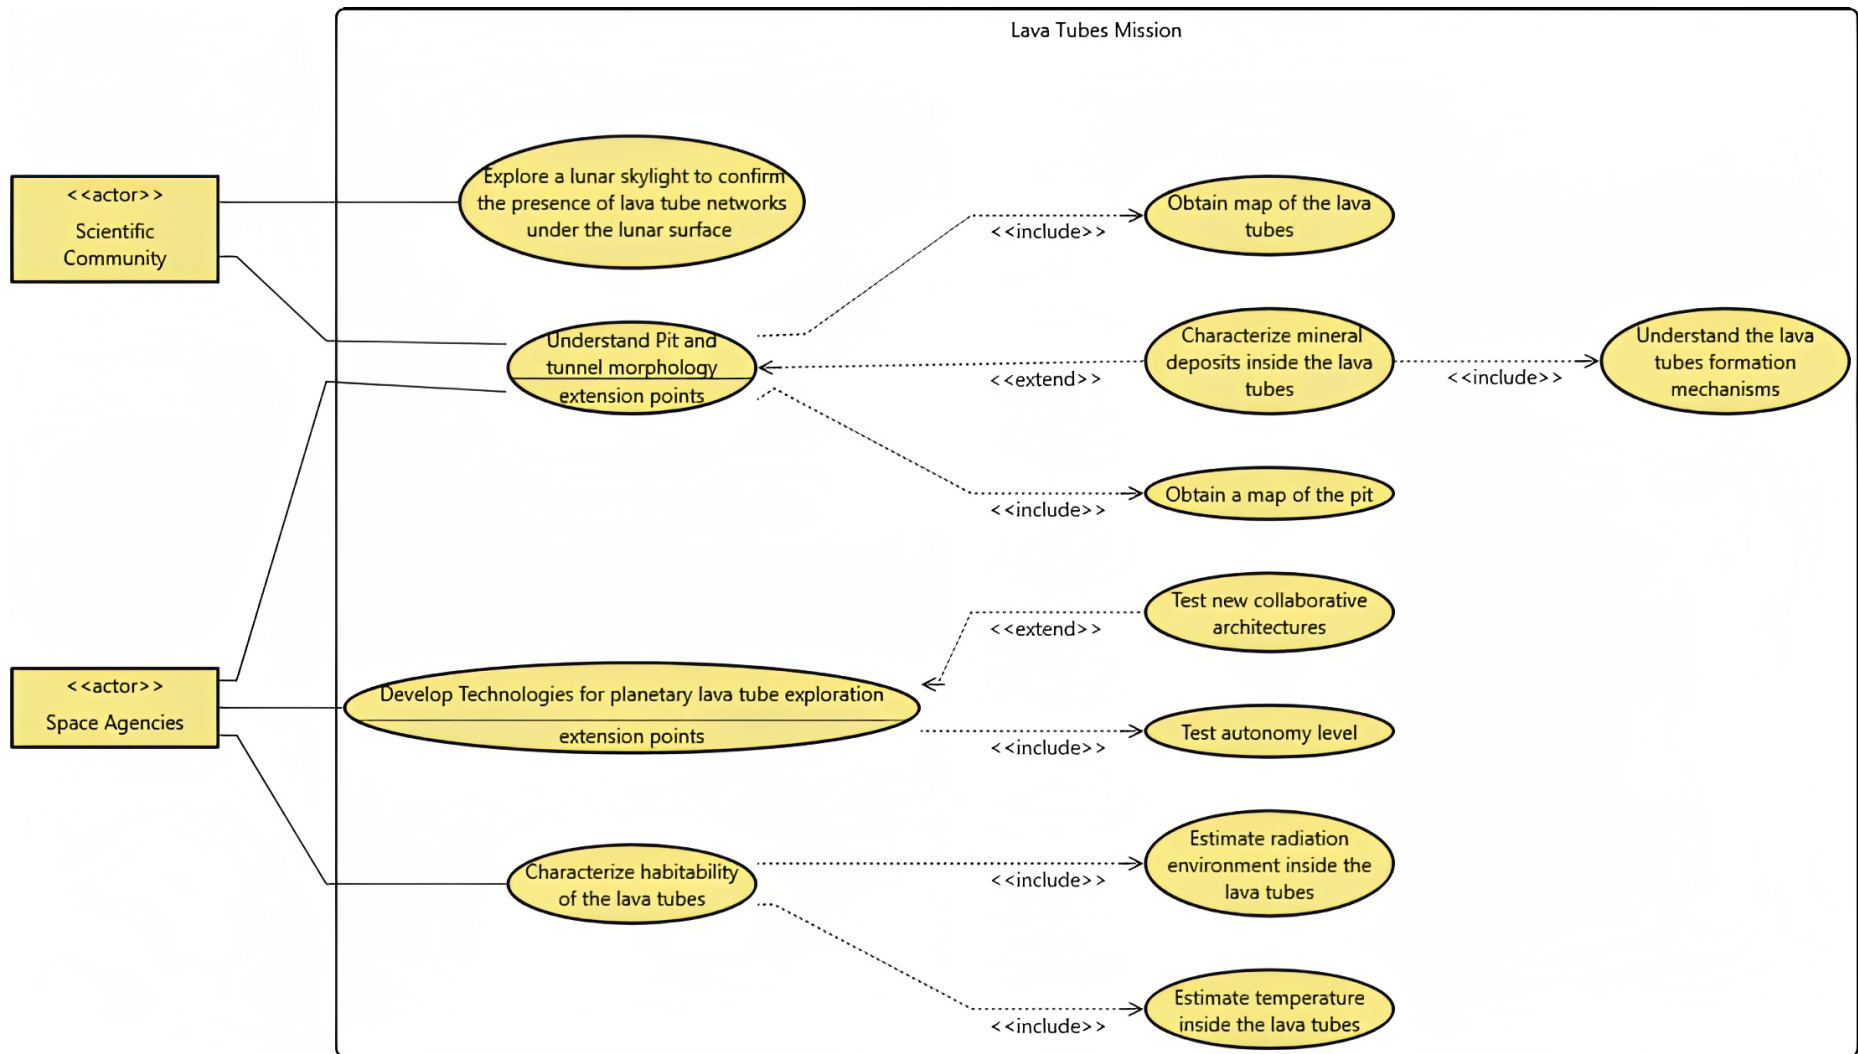 Lava Tubes Mission
<<actor>>
Scientific
Community
Explore a lunar skylight to confirm
the presence of lava tube networks
under the lunar surface
<<include>>
Obtain map of the lava
tubes
Understand Pit and
tunnel morphology
extension points
<<extend>>
Characterize mineral
deposits inside the lava
tubes
<<include>>
Understand the lava
tubes formation
mechanisms
<<include>>
Obtain a map of the pit
<<extend>>
Test new collaborative
architectures
<<actor>>
Space Agencies
Develop Technologies for planetary lava tube exploration
extension points
<<include>>
Test autonomy level
Characterize habitability
of the lava tubes
<<include>>
Estimate radiation
environment inside the
lava tubes
<<include>>
Estimate temperature
inside the lava tubes